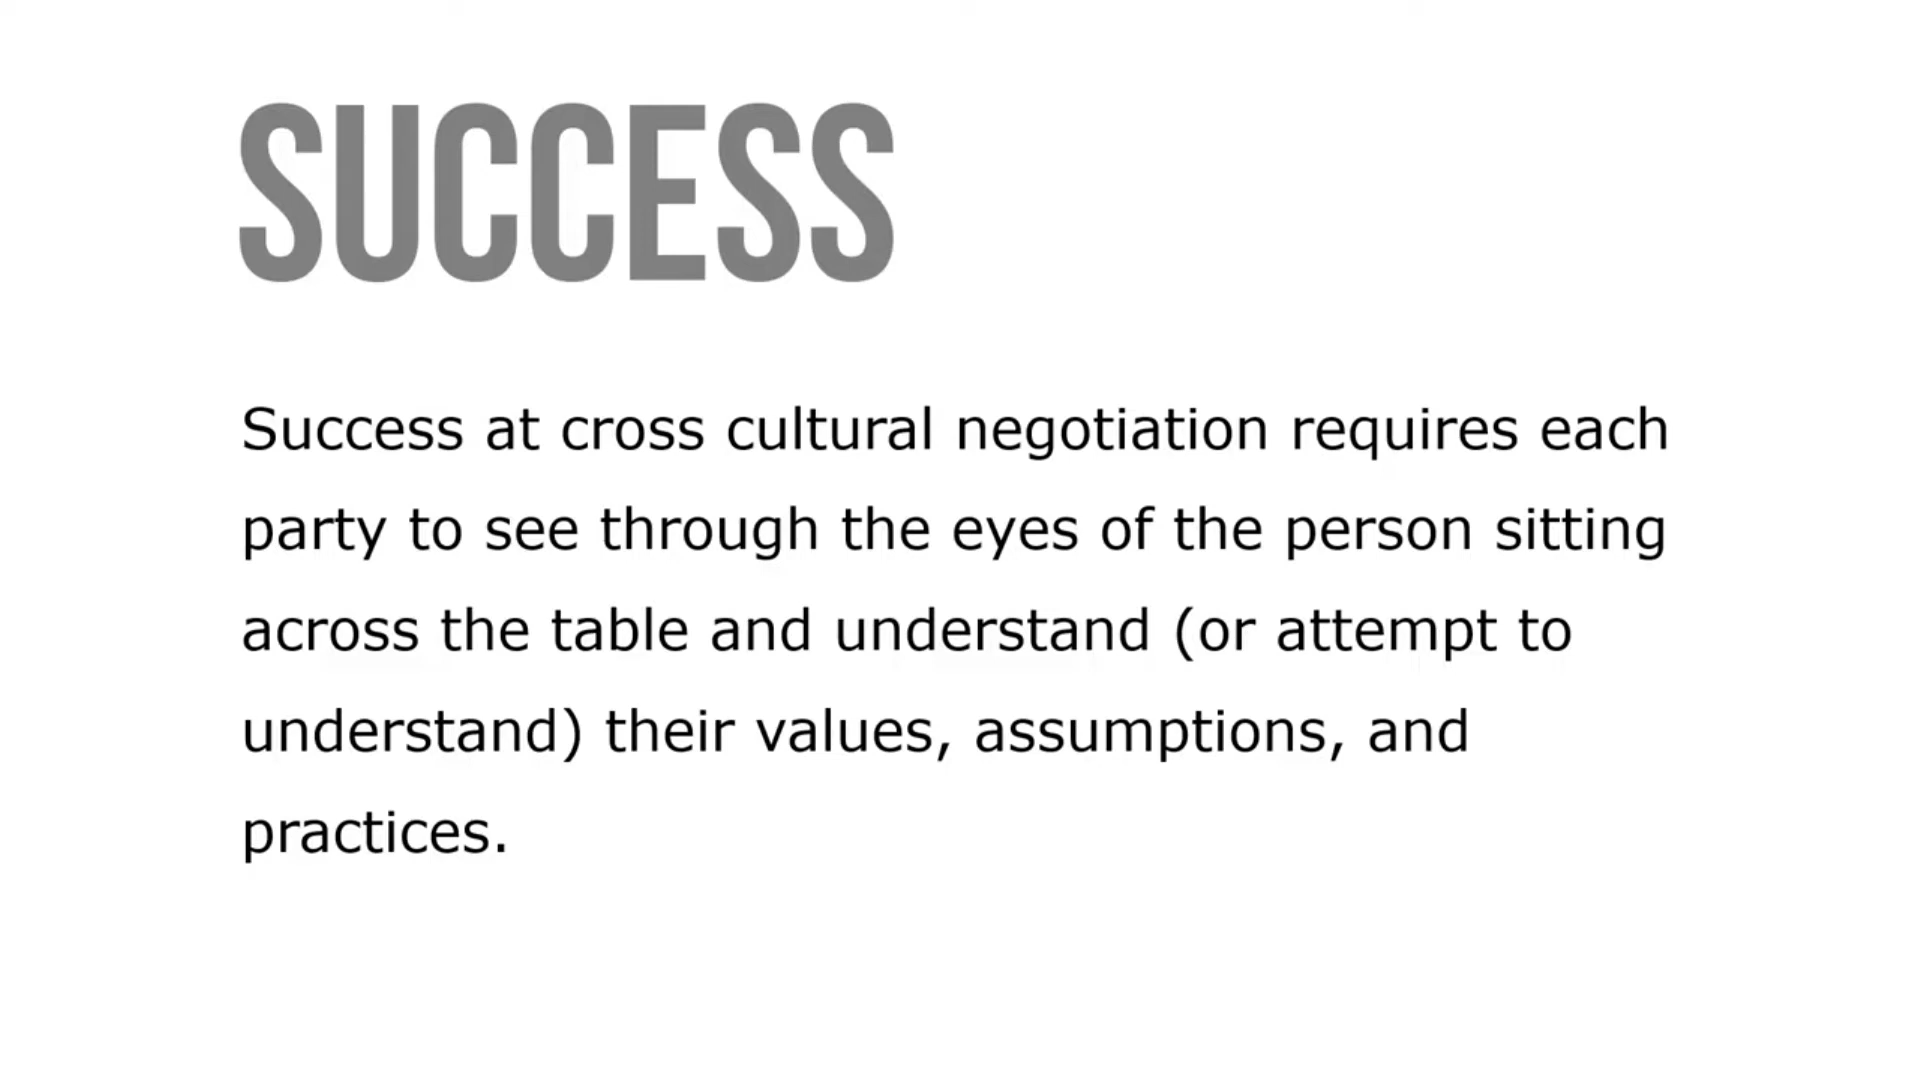 SUCCESS
Success at cross cultural negotiation requires each
party to see through the eyes of the person sitting
across the table and understand (or attempt to
understand) their values, assumptions, and
practices.